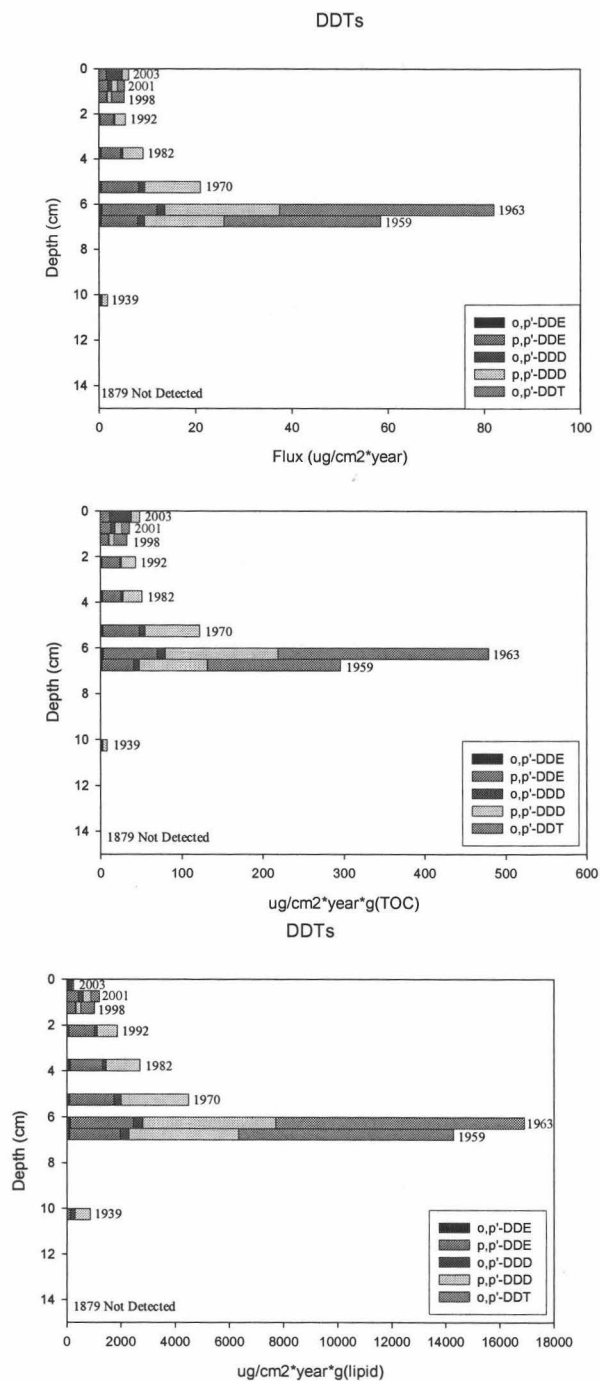 DDTs
0
2003
2001
1998
2
1992
4
1982
1970
6
1963
1959
8
10
1939
12
14
1879 Not Detected
o,p'-DDE
p,p'-DDE
o,p'-DDD
p,p'-DDD
o,p'-DDT
0 20 40 60 80 100
Depth (cm)
Flux (ug/cm2*year)
0
2003
2001
1998
2
1992
4
1982
1970
6
1963
1959
8
10
1939
12
14
1879 Not Detected
o,p'-DDE
p,p'-DDE
o,p'-DDD
p,p'-DDD
o,p'-DDT
0 100 200 300 400 500 600
Depth (cm)
ug/cm2*year*g(TOC)
DDTs
0
2003
2001
1998
2
1992
4
1982
1970
6
1963
1959
8
10
1939
12
14
1879 Not Detected
o,p'-DDE
p,p'-DDE
o,p'-DDD
p,p'-DDD
o,p'-DDT
0 2000 4000 6000 8000 10000 12000 14000 16000 18000
Depth (cm)
ug/cm2*year*g(lipid)